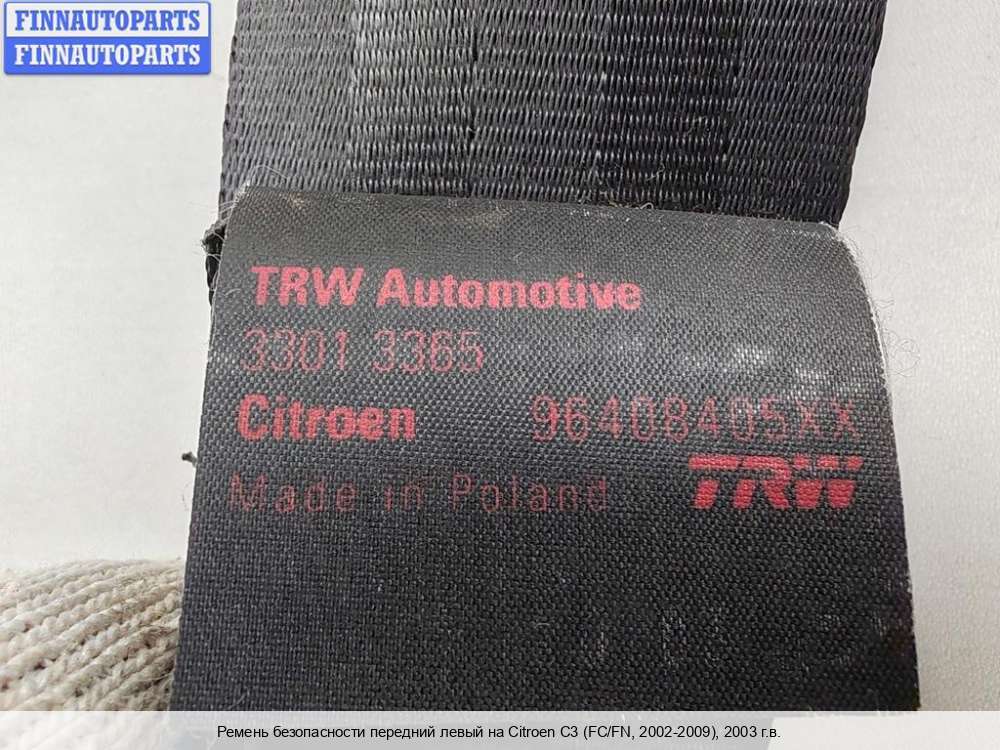 FINNAUTOPARTS
FINNAUTOPARTS
TRW Automotive
3301 3365
Citroen 96408405XX
Made in Poland TRW
Ремень безопасности передний левый на Citroen C3 (FC/FN, 2002-2009), 2003 г.в.